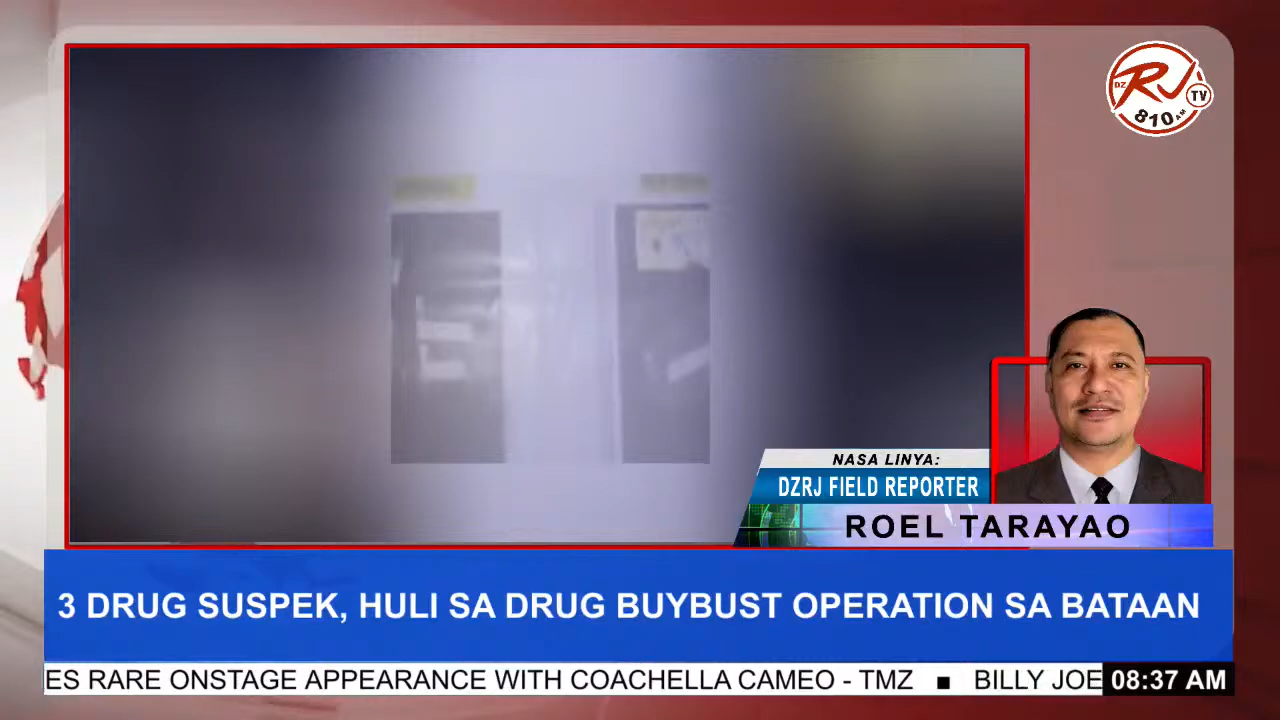 DZ RJ TV
810 AM
NASA LINYA:
DZRJ FIELD REPORTER
ROEL TARAYAO
3 DRUG SUSPEK, HULI SA DRUG BUYBUST OPERATION SA BATAAN
ES RARE ONSTAGE APPEARANCE WITH COACHELLA CAMEO - TMZ ■ BILLY JOE
08:37 AM